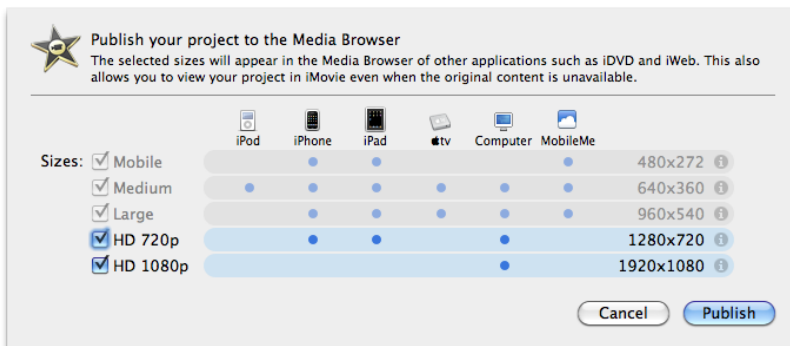 Publish your project to the Media Browser
The selected sizes will appear in the Media Browser of other applications such as iDVD and iWeb. This also
allows you to view your project in iMovie even when the original content is unavailable.
iPod iPhone iPad tv Computer MobileMe
Sizes: Mobile 480x272
Medium 640x360
Large 960x540
HD 720p 1280x720
HD 1080p 1920x1080
Cancel Publish